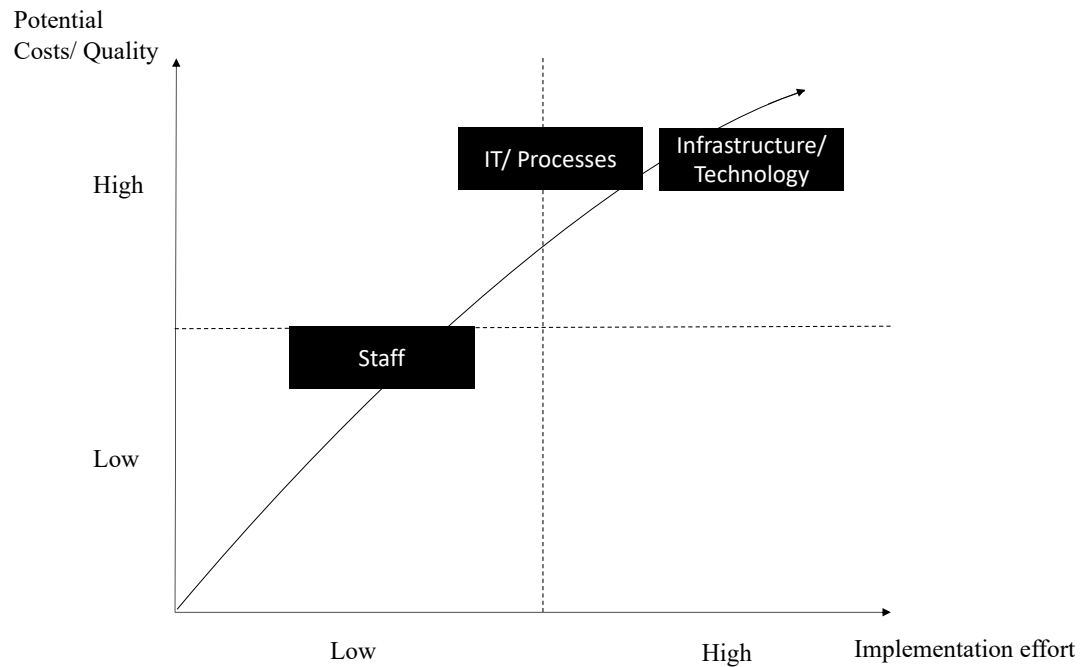 Potential
Costs/ Quality
High
IT/ Processes
Infrastructure/
Technology
Staff
Low
Low
High
Implementation effort